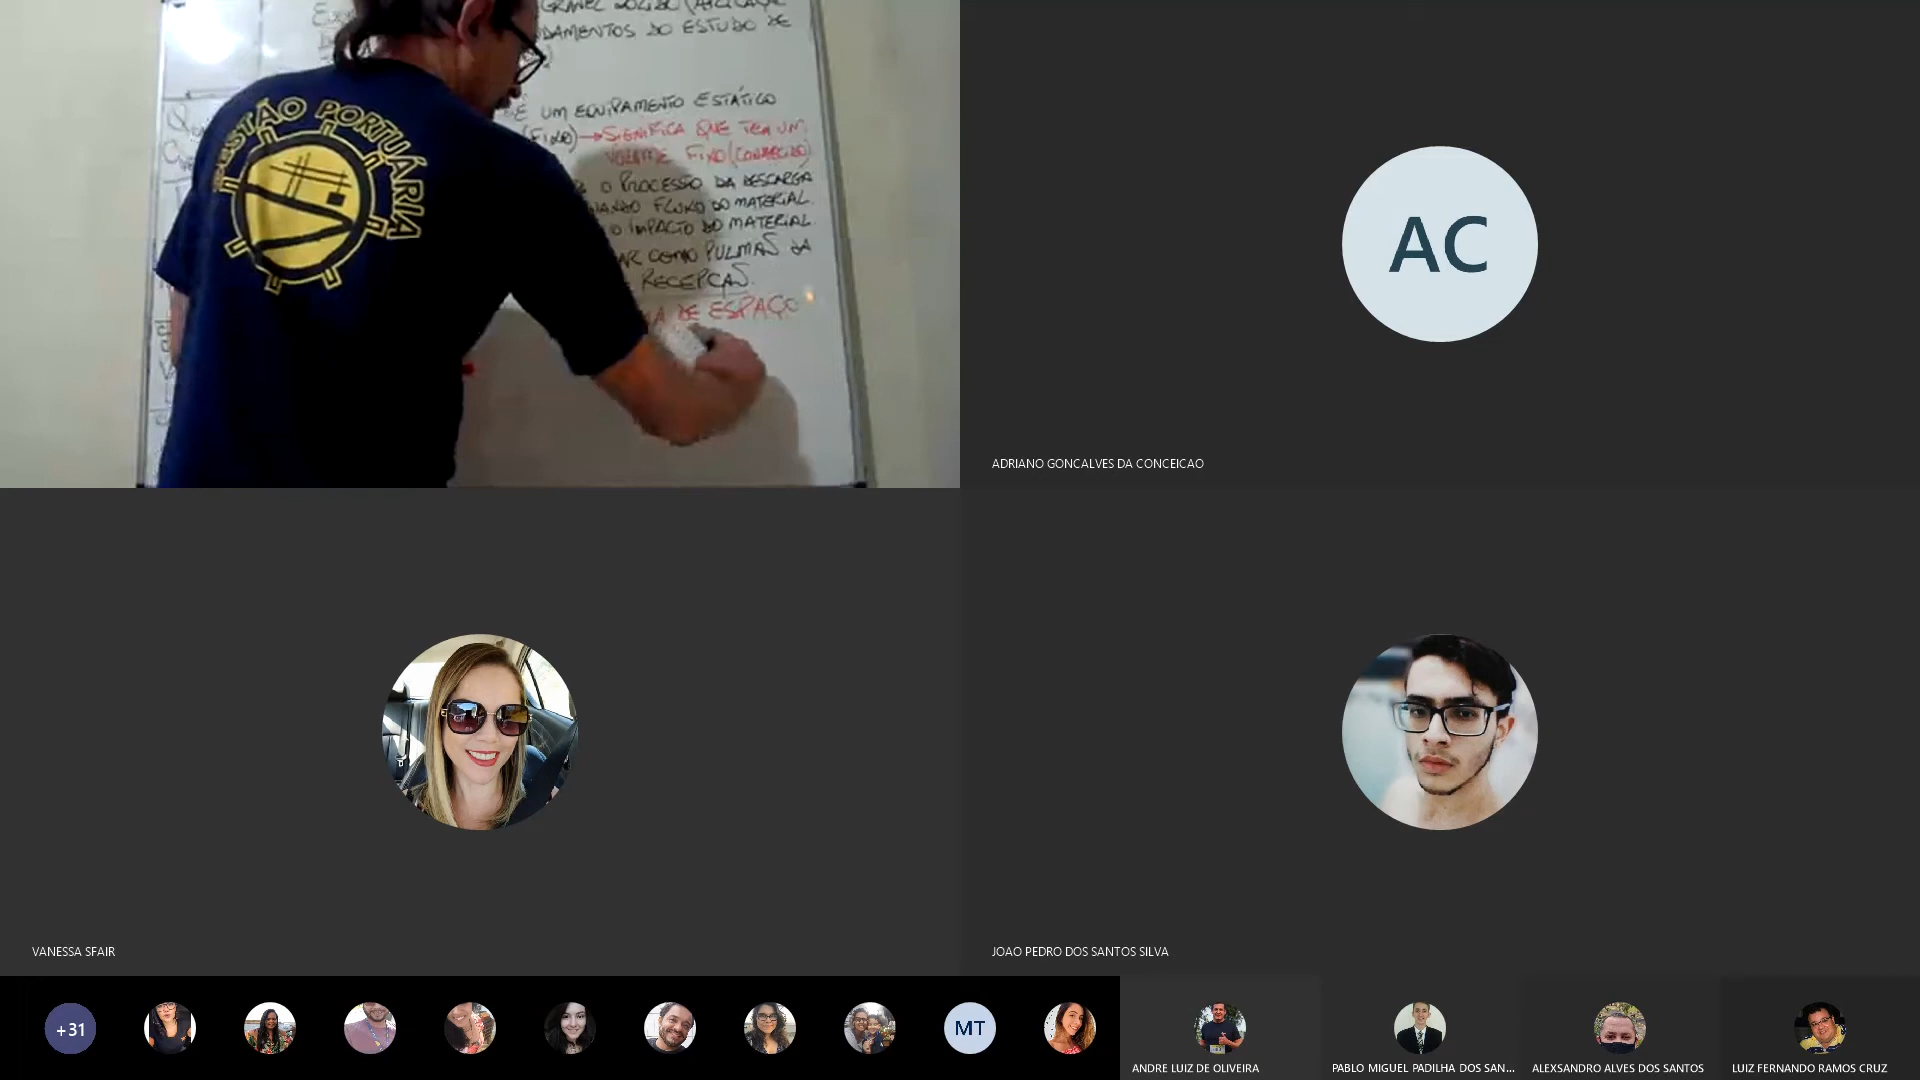 GRANEL SÓLIDO (APLICAÇÃ
DAMENTOS DO ESTUDO DE
É UM EQUIPAMENTO ESTÁTICO
(FIXO)→SIGNIFICA QUE TEM UM
VOLUME FIXO (CONHECIDO)
O PROCESSO DA DESCARGA
FLUXO DO MATERIAL.
O IMPACTO DO MATERIAL
AR COMO PULMÃO DA
RECEPÇÃO.
DE ESPAÇO
GESTÃO PORTUÁRIA
AC
ADRIANO GONCALVES DA CONCEICAO
VANESSA SFAIR
JOAO PEDRO DOS SANTOS SILVA
+31
MT
ANDRE LUIZ DE OLIVEIRA
PABLO MIGUEL PADILHA DOS SAN...
ALEXSANDRO ALVES DOS SANTOS
LUIZ FERNANDO RAMOS CRUZ